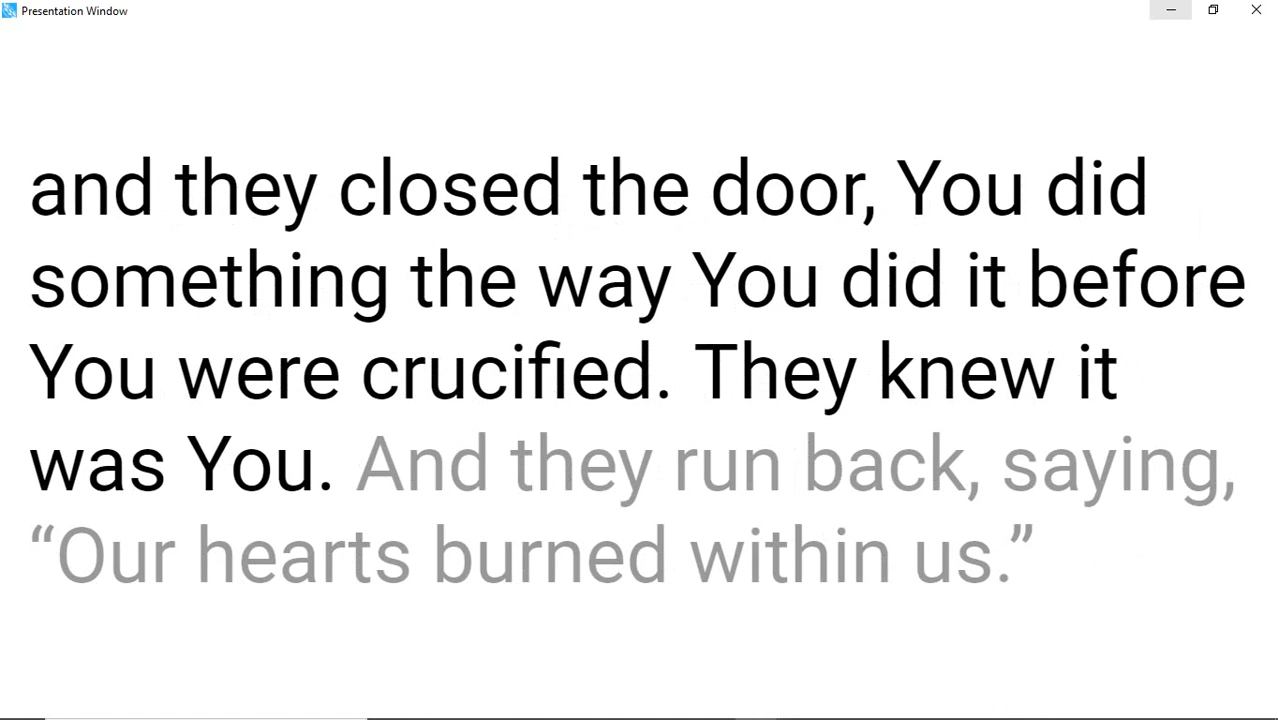 Presentation Window
and they closed the door, You did
something the way You did it before
You were crucified. They knew it
was You. And they run back, saying,
“Our hearts burned within us.”